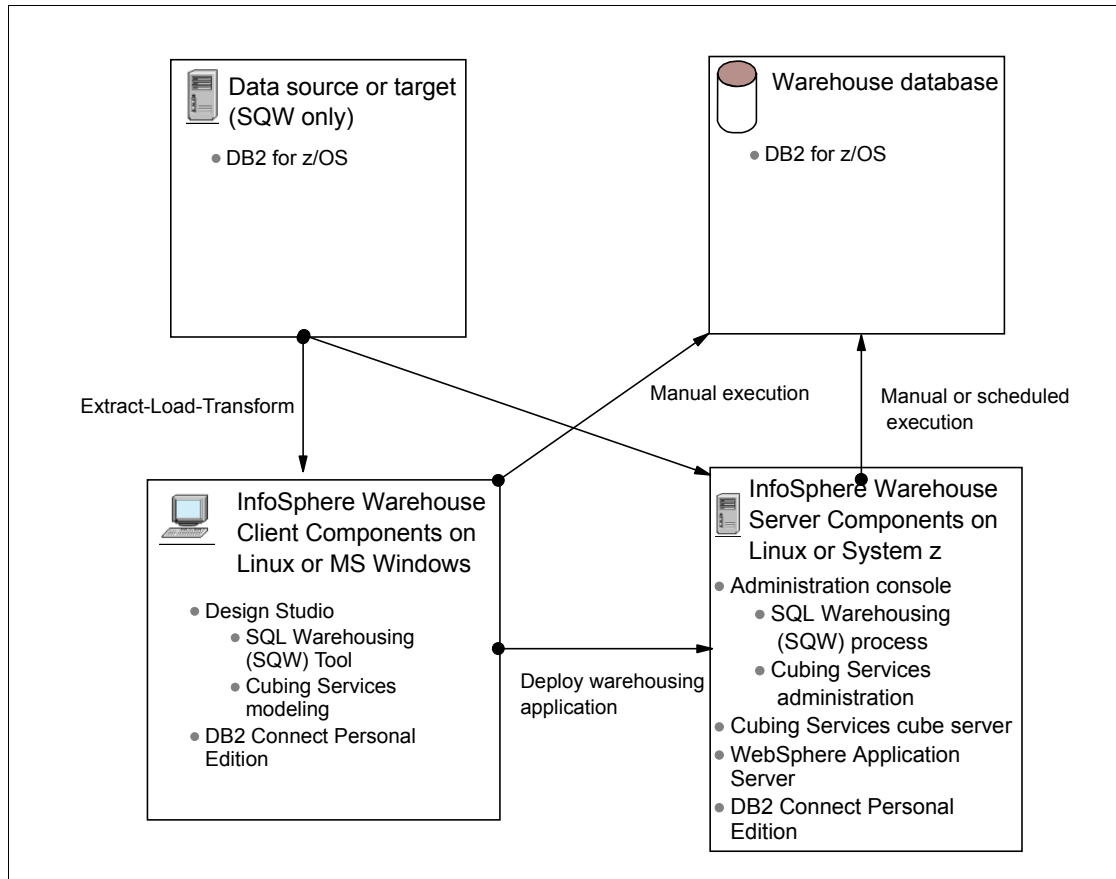 Data source or target
(SQW only)
• DB2 for z/OS
Warehouse database
• DB2 for z/OS
Extract-Load-Transform
Manual execution
Manual or scheduled
execution
InfoSphere Warehouse
Client Components on
Linux or MS Windows
• Design Studio
• SQL Warehousing
(SQW) Tool
• Cubing Services
modeling
• DB2 Connect Personal
Edition
Deploy warehousing
application
InfoSphere Warehouse
Server Components on
Linux or System z
• Administration console
• SQL Warehousing
(SQW) process
• Cubing Services
administration
• Cubing Services cube server
• WebSphere Application
Server
• DB2 Connect Personal
Edition